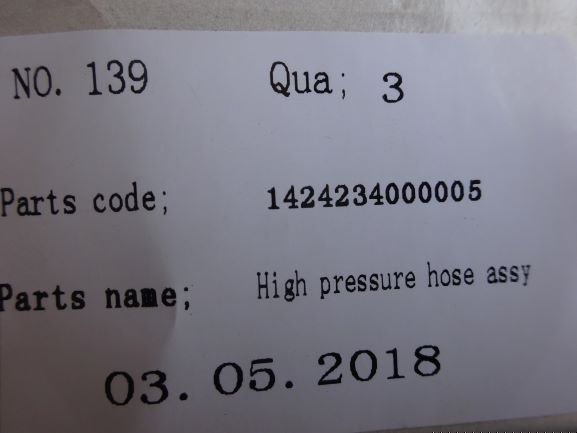 NO. 139 Qua; 3
Parts code; 1424234000005
Parts name; High pressure hose assy
03. 05. 2018